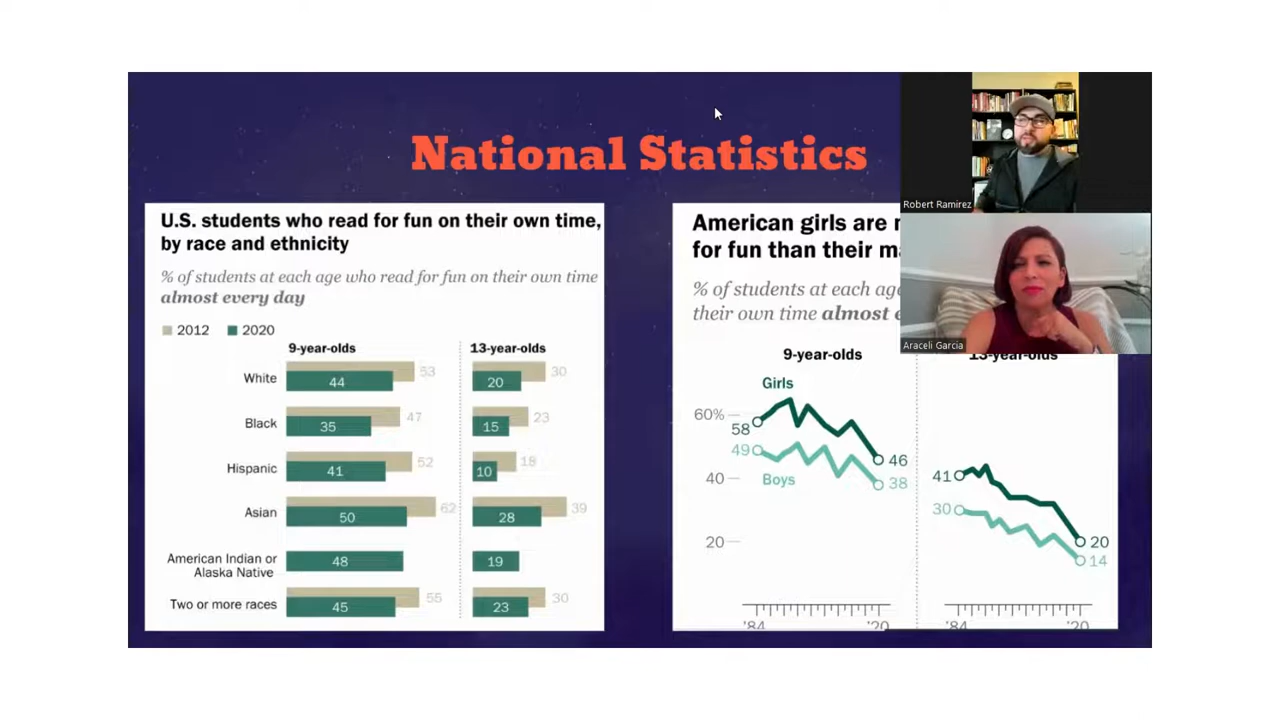 National Statistics
Robert Ramirez
Araceli Garcia
U.S. students who read for fun on their own time,
by race and ethnicity
% of students at each age who read for fun on their own time
almost every day
2012 2020
9-year-olds 13-year-olds
White 44 53 20 30
Black 35 47 15 23
Hispanic 41 52 10 18
Asian 50 62 28 39
American Indian or
Alaska Native 48 19
Two or more races 45 55 23 30
American girls are
for fun than their
% of students at each age
their own time almost
9-year-olds 13-year-olds
Girls
60%
58
49
46
40
Boys
38
20
'84 '20
41
30
20
14
'84 '20